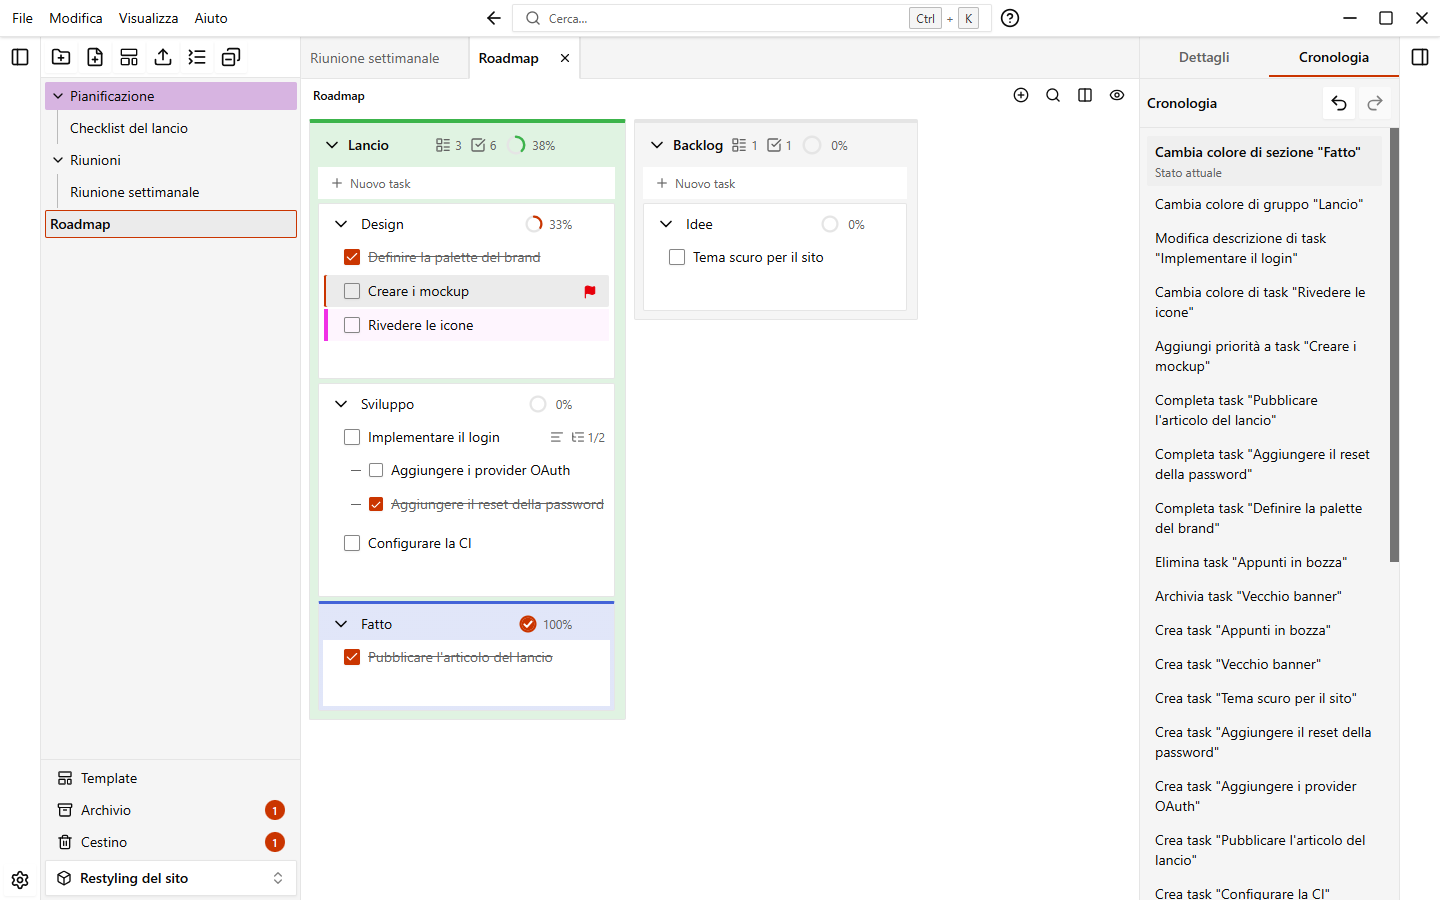 File Modifica Visualizza Aiuto
Cerca... Ctrl + K
Pianificazione
Checklist del lancio
Riunioni
Riunione settimanale
Roadmap
Template
Archivio 1
Cestino 1
Restyling del sito
Riunione settimanale
Roadmap
Roadmap
Lancio 3 6 38%
Nuovo task
Design 33%
Definire la palette del brand
Creare i mockup
Rivedere le icone
Sviluppo 0%
Implementare il login 1/2
Aggiungere i provider OAuth
Aggiungere il reset della password
Configurare la CI
Fatto 100%
Pubblicare l'articolo del lancio
Backlog 1 1 0%
Nuovo task
Idee 0%
Tema scuro per il sito
Dettagli Cronologia
Cronologia
Cambia colore di sezione "Fatto"
Stato attuale
Cambia colore di gruppo "Lancio"
Modifica descrizione di task
"Implementare il login"
Cambia colore di task "Rivedere le
icone"
Aggiungi priorità a task "Creare i
mockup"
Completa task "Pubblicare
l'articolo del lancio"
Completa task "Aggiungere il reset
della password"
Completa task "Definire la palette
del brand"
Elimina task "Appunti in bozza"
Archivia task "Vecchio banner"
Crea task "Appunti in bozza"
Crea task "Vecchio banner"
Crea task "Tema scuro per il sito"
Crea task "Aggiungere il reset della
password"
Crea task "Aggiungere i provider
OAuth"
Crea task "Pubblicare l'articolo del
lancio"
Crea task "Configurare la CI"